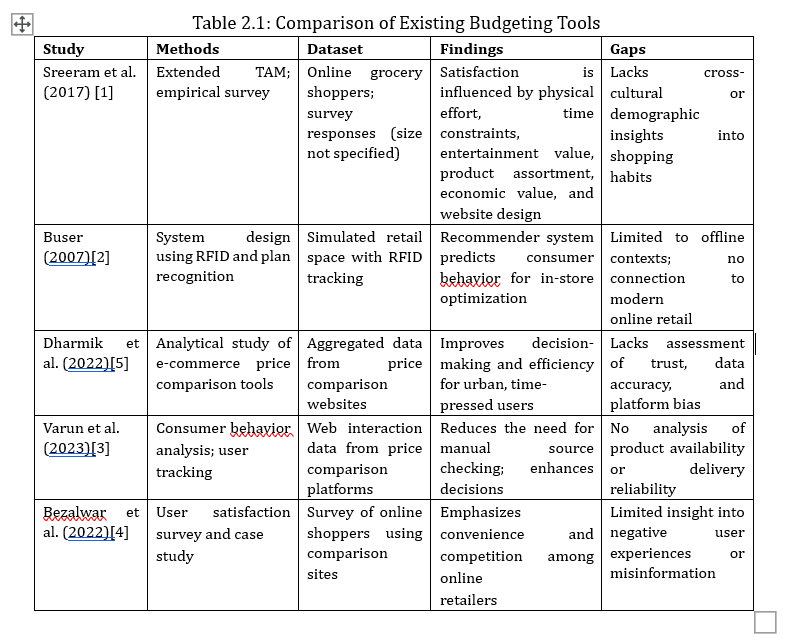 Table 2.1: Comparison of Existing Budgeting Tools
Study Methods Dataset Findings Gaps
Sreeram et al.
(2017) [1]
Extended TAM;
empirical survey
Online grocery
shoppers;
survey
responses (size
not specified)
Satisfaction is
influenced by physical
effort, time
constraints,
entertainment value,
product assortment,
economic value, and
website design
Lacks cross-
cultural or
demographic
insights into
shopping
habits
Buser
(2007)[2]
System design
using RFID and plan
recognition
Simulated retail
space with RFID
tracking
Recommender system
predicts consumer
behavior for in-store
optimization
Limited to offline
contexts; no
connection to
modern
online retail
Dharmik et
al. (2022)[5]
Analytical study of
e-commerce price
comparison tools
Aggregated data
from price
comparison
websites
Improves decision-
making and efficiency
for urban, time-
pressed users
Lacks assessment
of trust, data
accuracy, and
platform bias
Varun et al.
(2023)[3]
Consumer behavior
analysis; user
tracking
Web interaction
data from price
comparison
platforms
Reduces the need for
manual source
checking; enhances
decisions
No analysis of
product availability
or delivery
reliability
Bezalwar et
al. (2022)[4]
User satisfaction
survey and case
study
Survey of online
shoppers using
comparison
sites
Emphasizes
convenience and
competition among
online
retailers
Limited insight into
negative user
experiences or
misinformation